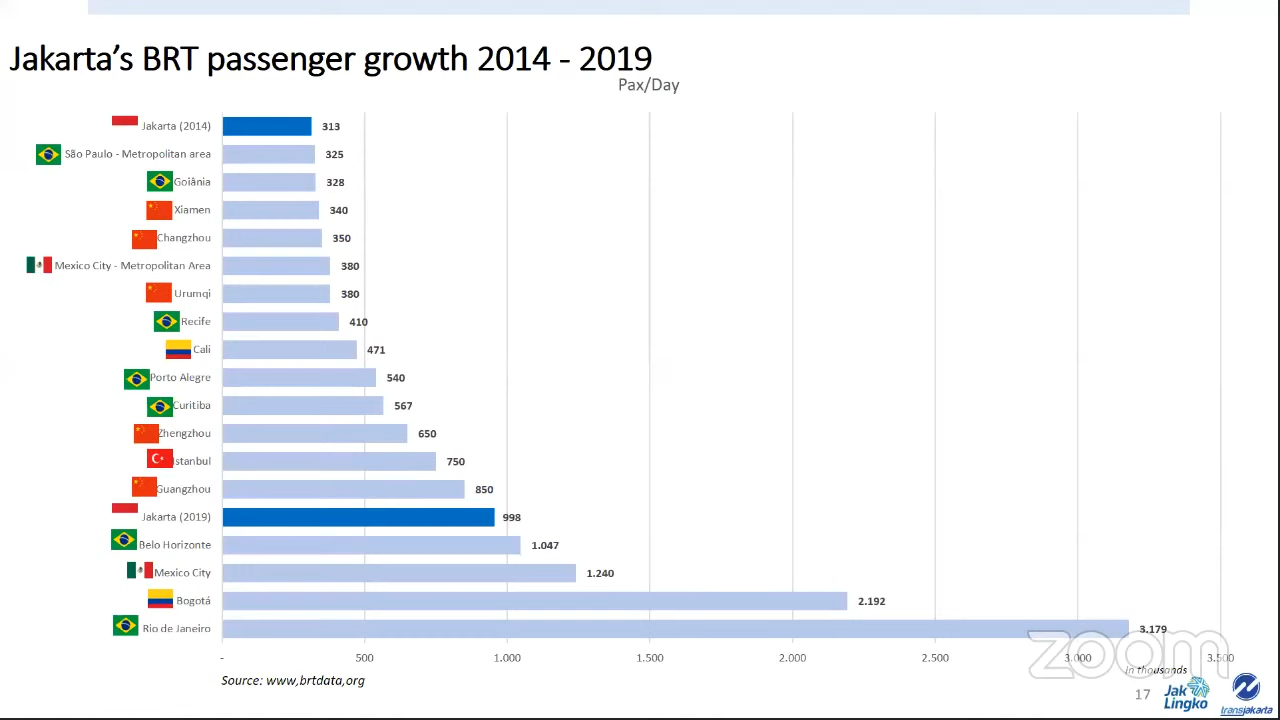 Jakarta’s BRT passenger growth 2014 - 2019
Pax/Day
Jakarta (2014) 313
São Paulo - Metropolitan area 325
Goiânia 328
Xiamen 340
Changzhou 350
Mexico City - Metropolitan Area 380
Urumqi 380
Recife 410
Cali 471
Porto Alegre 540
Curitiba 567
Zhengzhou 650
Istanbul 750
Guangzhou 850
Jakarta (2019) 998
Belo Horizonte 1.047
Mexico City 1.240
Bogotá 2.192
Rio de Janeiro 3.179
- 500 1.000 1.500 2.000 2.500 3.000 3.500
zoom
In thousands
Source: www,brtdata,org
17
Jak
Lingko
transjakarta